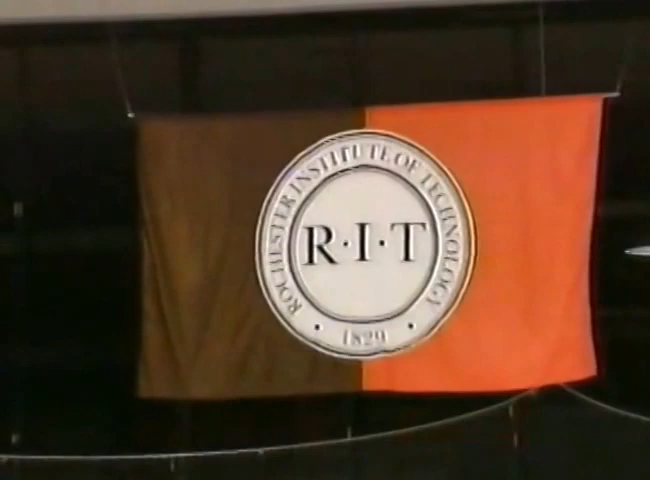 ROCHESTER INSTITUTE OF TECHNOLOGY
R·I·T
• 1829 •